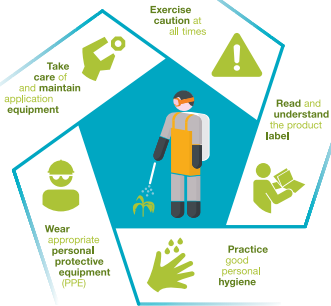 Exercise
caution at
all times
Read and
understand
the product
label
Practice
good
personal
hygiene
Wear
appropriate
personal
protective
equipment
(PPE)
Take
care of
and maintain
application
equipment